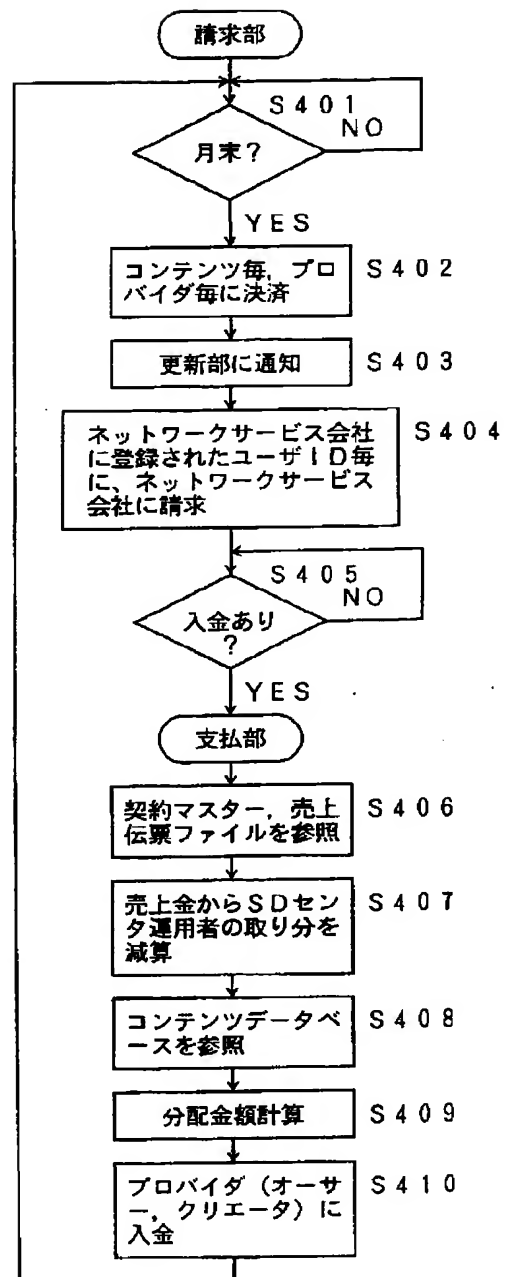 請求部
S401
NO
月末?
YES
コンテンツ毎,プロ
バイダ毎に決済
S402
更新部に通知
S403
ネットワークサービス会社
に登録されたユーザID毎
に、ネットワークサービス
会社に請求
S404
S405
NO
入金あり
?
YES
支払部
契約マスター,売上
伝票ファイルを参照
S406
売上金からSDセン
タ運用者の取り分を
減算
S407
コンテンツデータベ
ースを参照
S408
分配金額計算
S409
プロバイダ(オーサ
ー,クリエータ)に
入金
S410